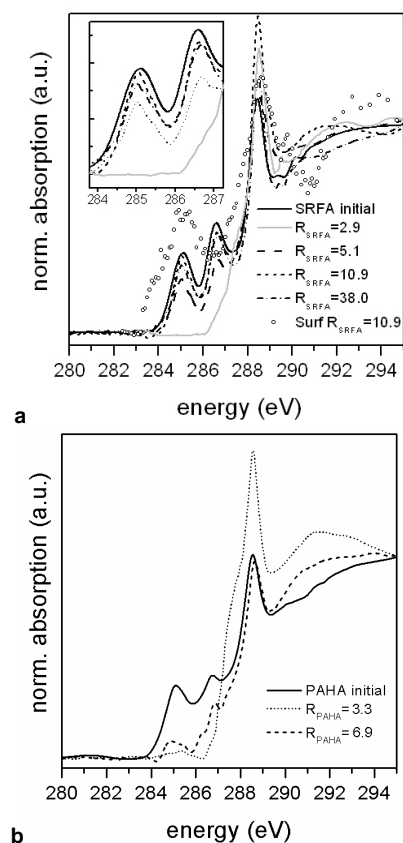 norm. absorption (a.u.)
284 285 286 287
SRFA initial
R_SRFA=2.9
R_SRFA=5.1
R_SRFA=10.9
R_SRFA=38.0
Surf R_SRFA=10.9
280 282 284 286 288 290 292 294
energy (eV)
a
norm. absorption (a.u.)
PAHA initial
R_PAHA=3.3
R_PAHA=6.9
280 282 284 286 288 290 292 294
energy (eV)
b